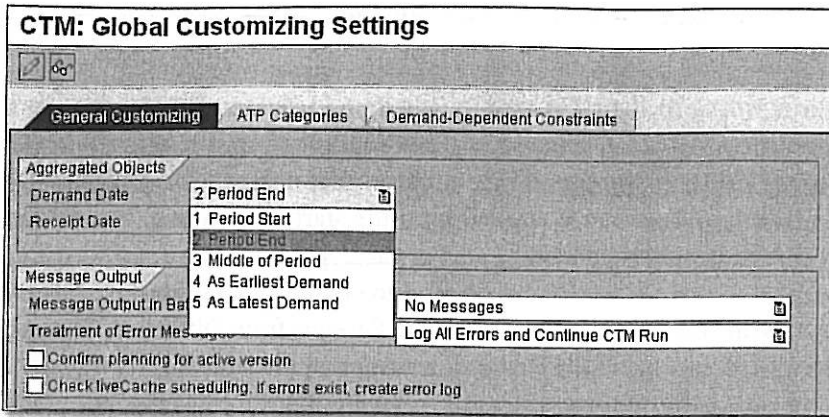 CTM: Global Customizing Settings
General Customizing ATP Categories Demand-Dependent Constraints
Aggregated Objects
Demand Date 2 Period End
Receipt Date 1 Period Start
2 Period End
3 Middle of Period
Message Output 4 As Earliest Demand
Message Output in Bat 5 As Latest Demand No Messages
Treatment of Error Messages Log All Errors and Continue CTM Run
Confirm planning for active version
Check liveCache scheduling, if errors exist, create error log